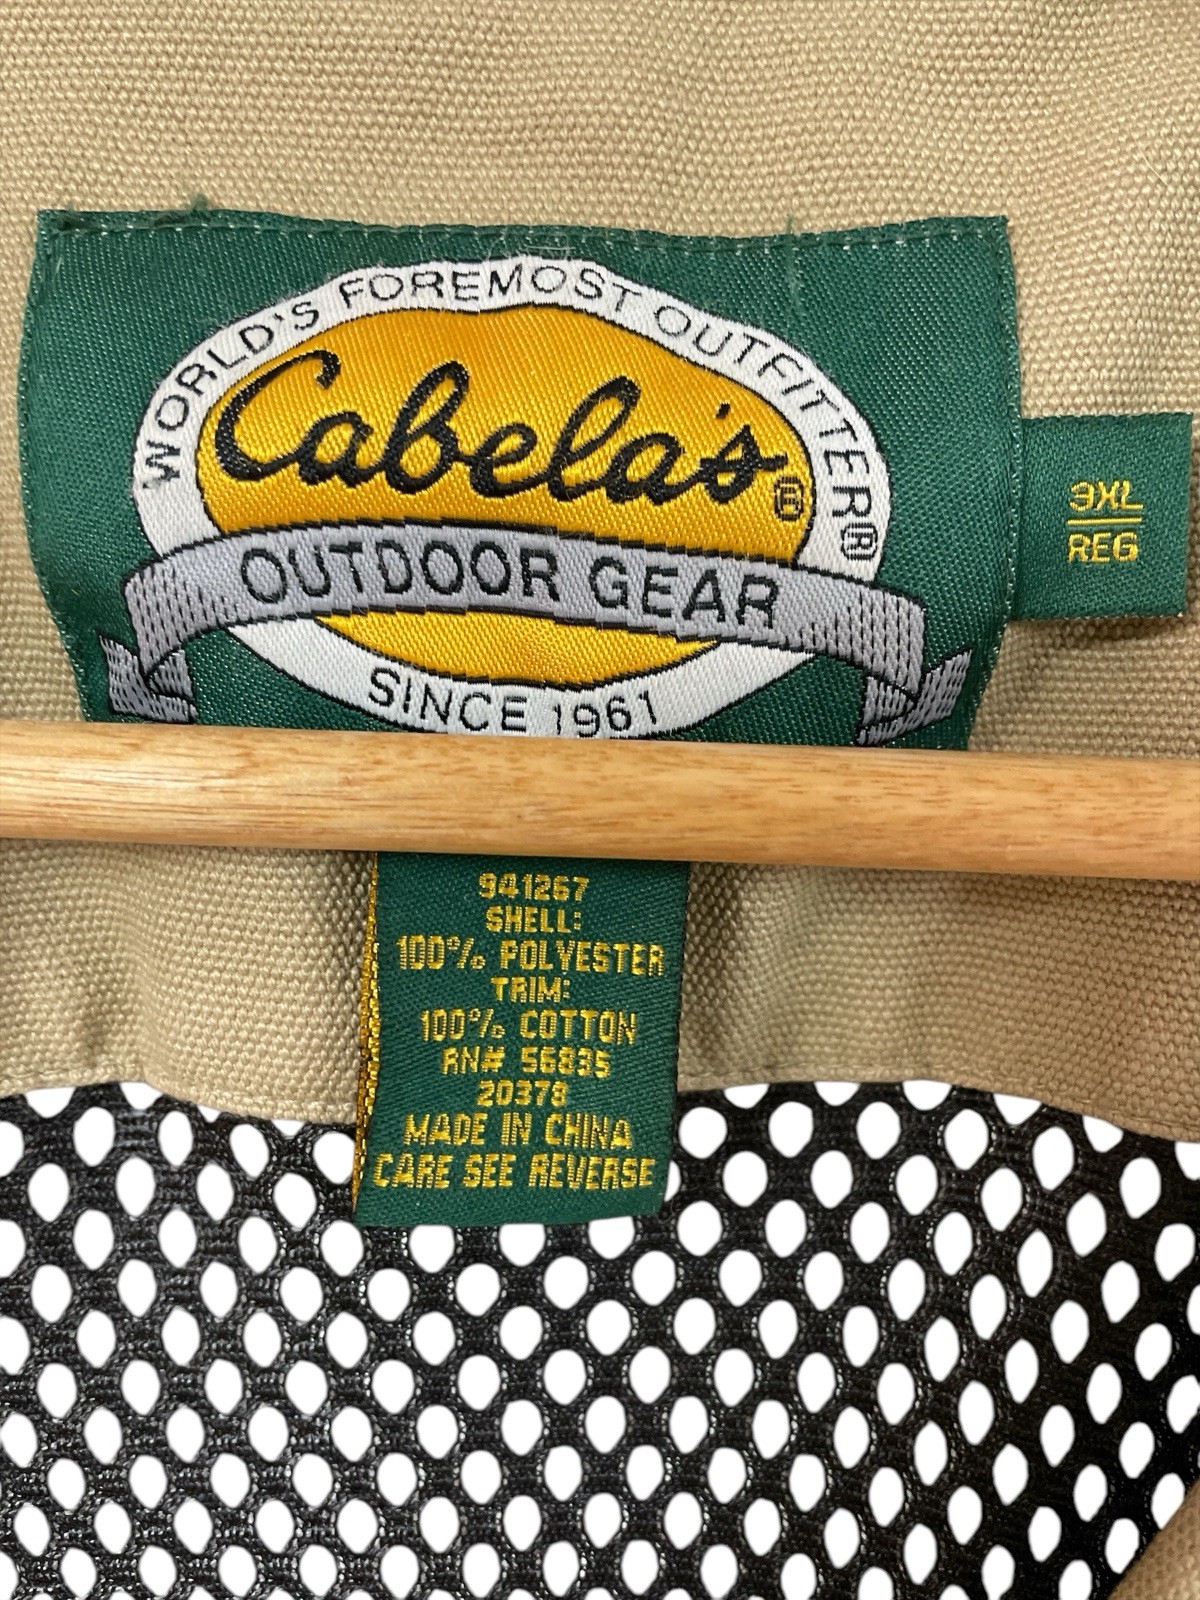 WORLD'S FOREMOST OUTFITTER®
Cabela's®
OUTDOOR GEAR
SINCE 1961
3XL
REG
941267
SHELL:
100% POLYESTER
TRIM:
100% COTTON
RN# 56835
20378
MADE IN CHINA
CARE SEE REVERSE